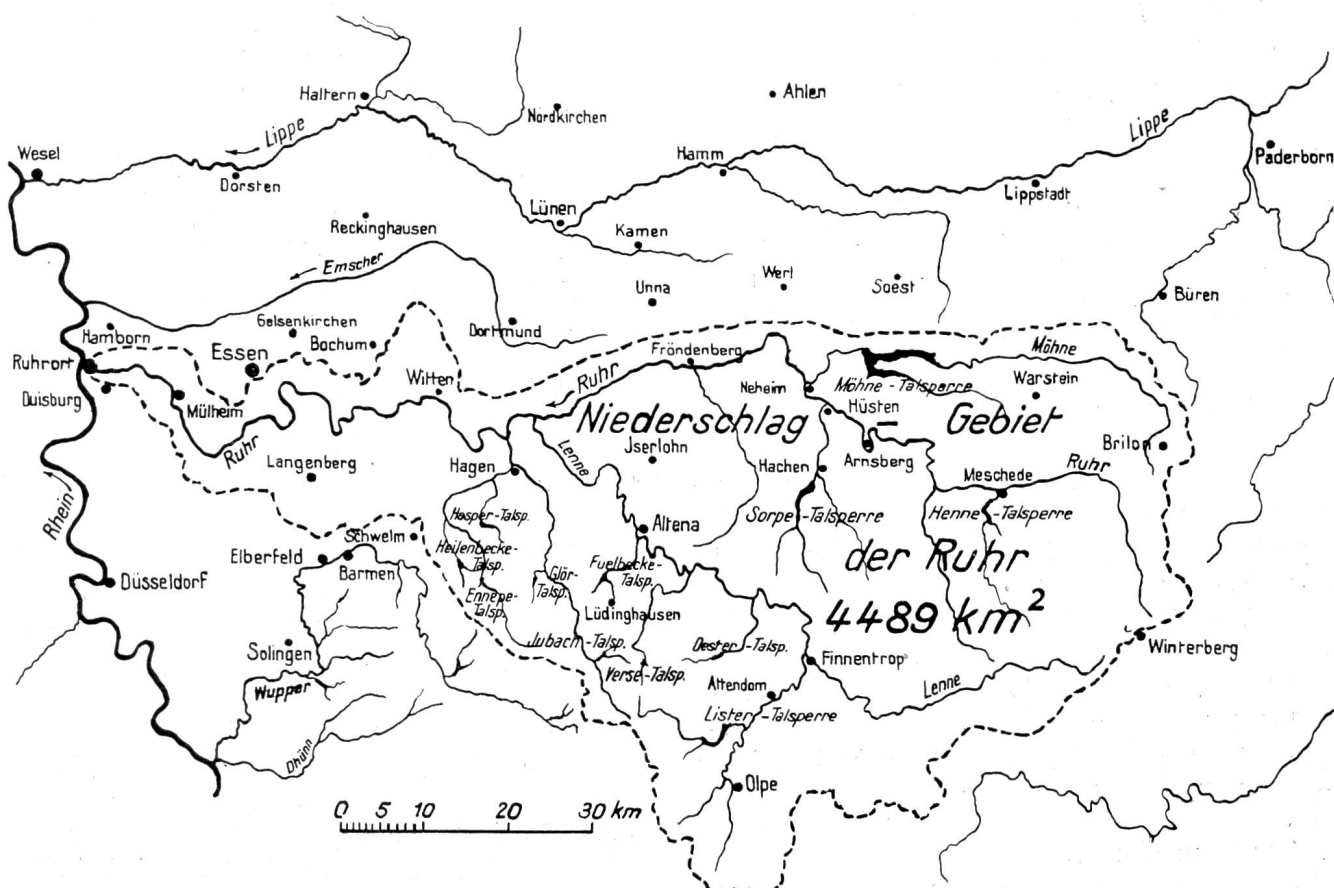 Haltern
Ahlen
Nordkirchen
Lippe
Lippe
Wesel
Dorsten
Hamm
Paderborn
Lippstadt
Lünen
Reckinghausen
Kamen
Emscher
Werl
Soest
Unna
Büren
Hamborn
Gelsenkirchen
Dortmund
Bochum
Essen
Ruhrort
Fröndenberg
Möhne
Duisburg
Mülheim
Witten
Ruhr
Neheim
Möhne-Talsperre
Warstein
Hüsten
Niederschlag Gebiet
Ruhr
Langenberg
Hagen
Lenne
Jserlohn
Hachen
Arnsberg
Brilon
Meschede
Ruhr
Rhein
Hasper-Talsp.
Sorpe-Talsperre
Henne-Talsperre
Altena
Schwelm
Elberfeld
Barmen
Heilenbecke-
Talsp.
der Ruhr
Düsseldorf
Ennepe-
Talsp.
Glör-
Talsp.
Fuelbecke-
Talsp.
Lüdinghausen
4489 km²
Solingen
Jubach-Talsp.
Oester-Talsp.
Winterberg
Finnentrop
Wupper
Verse-Talsp.
Attendorn
Lenne
Lister-Talsperre
Dhünn
Olpe
0 5 10 20 30 km